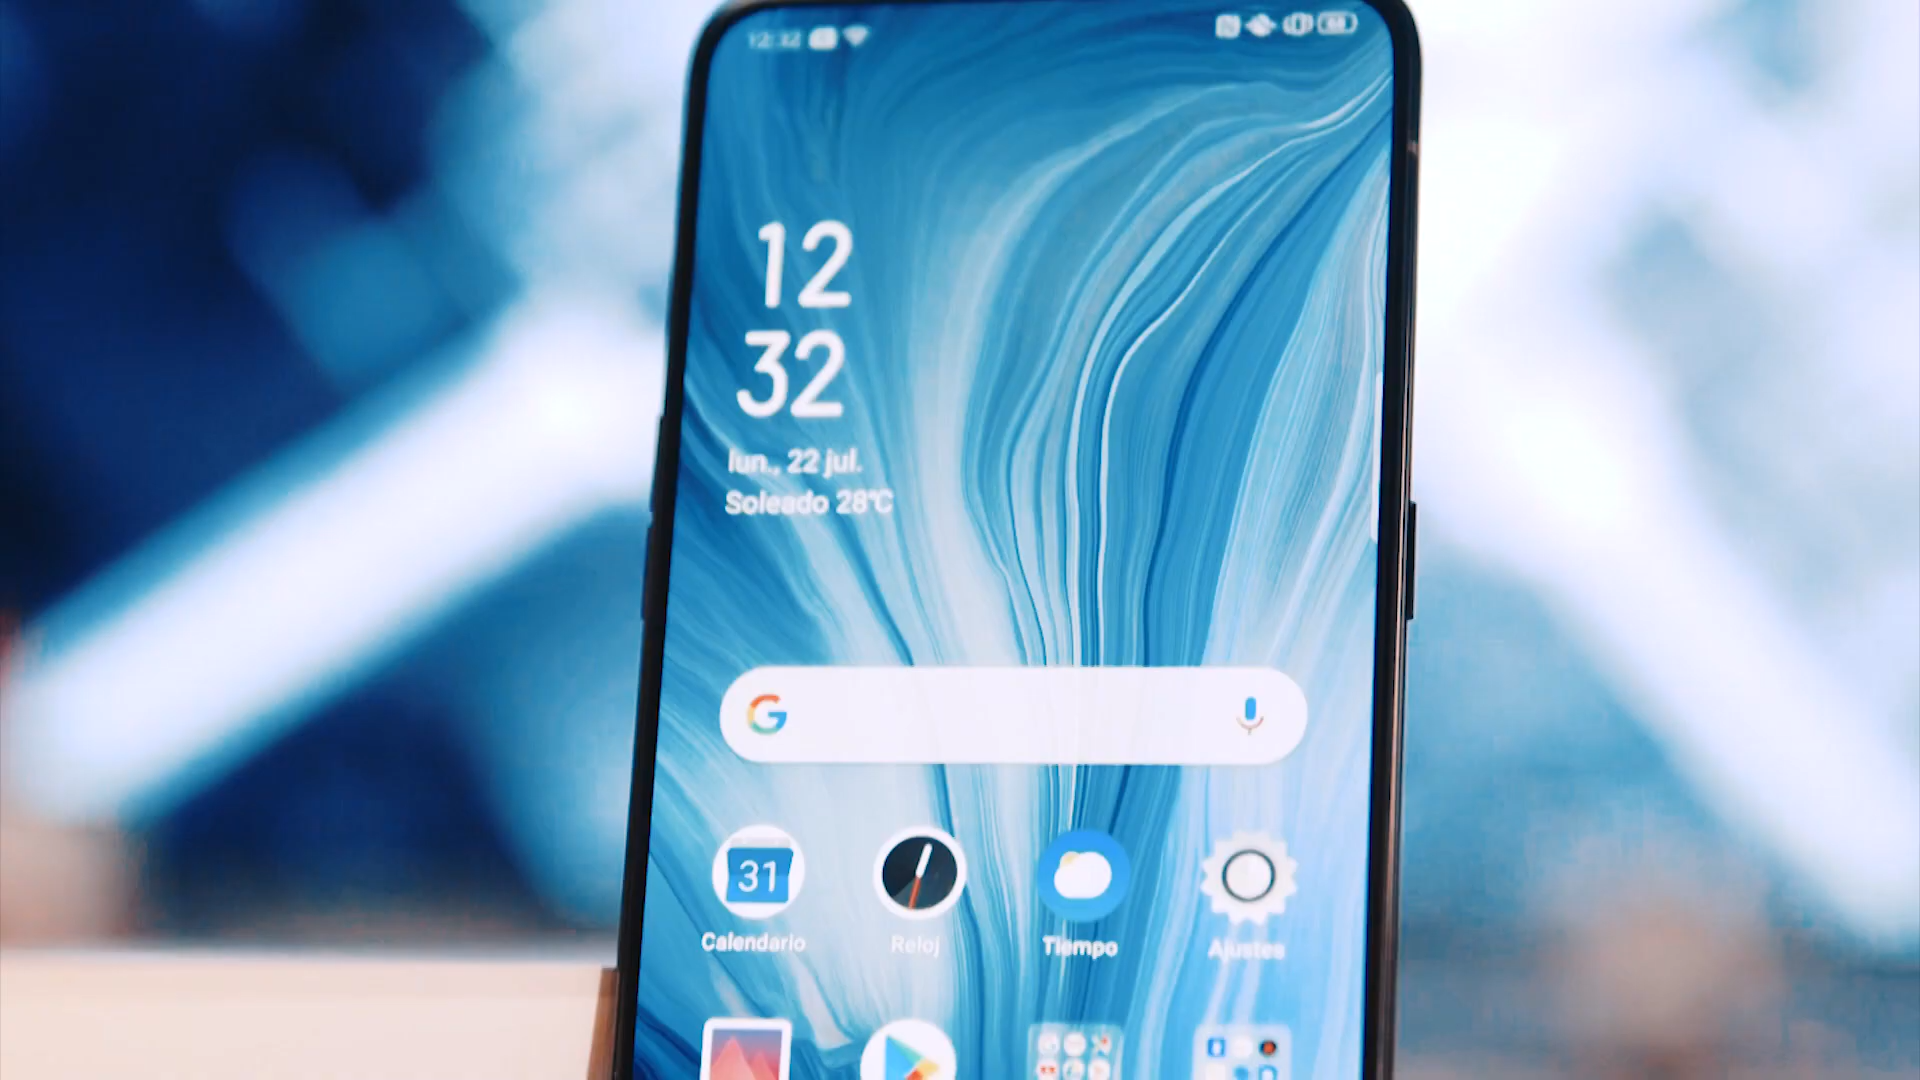 12:32
12
32
lun., 22 jul.
Soleado 28°C
G
31
Calendario
Reloj
Tiempo
Ajustes